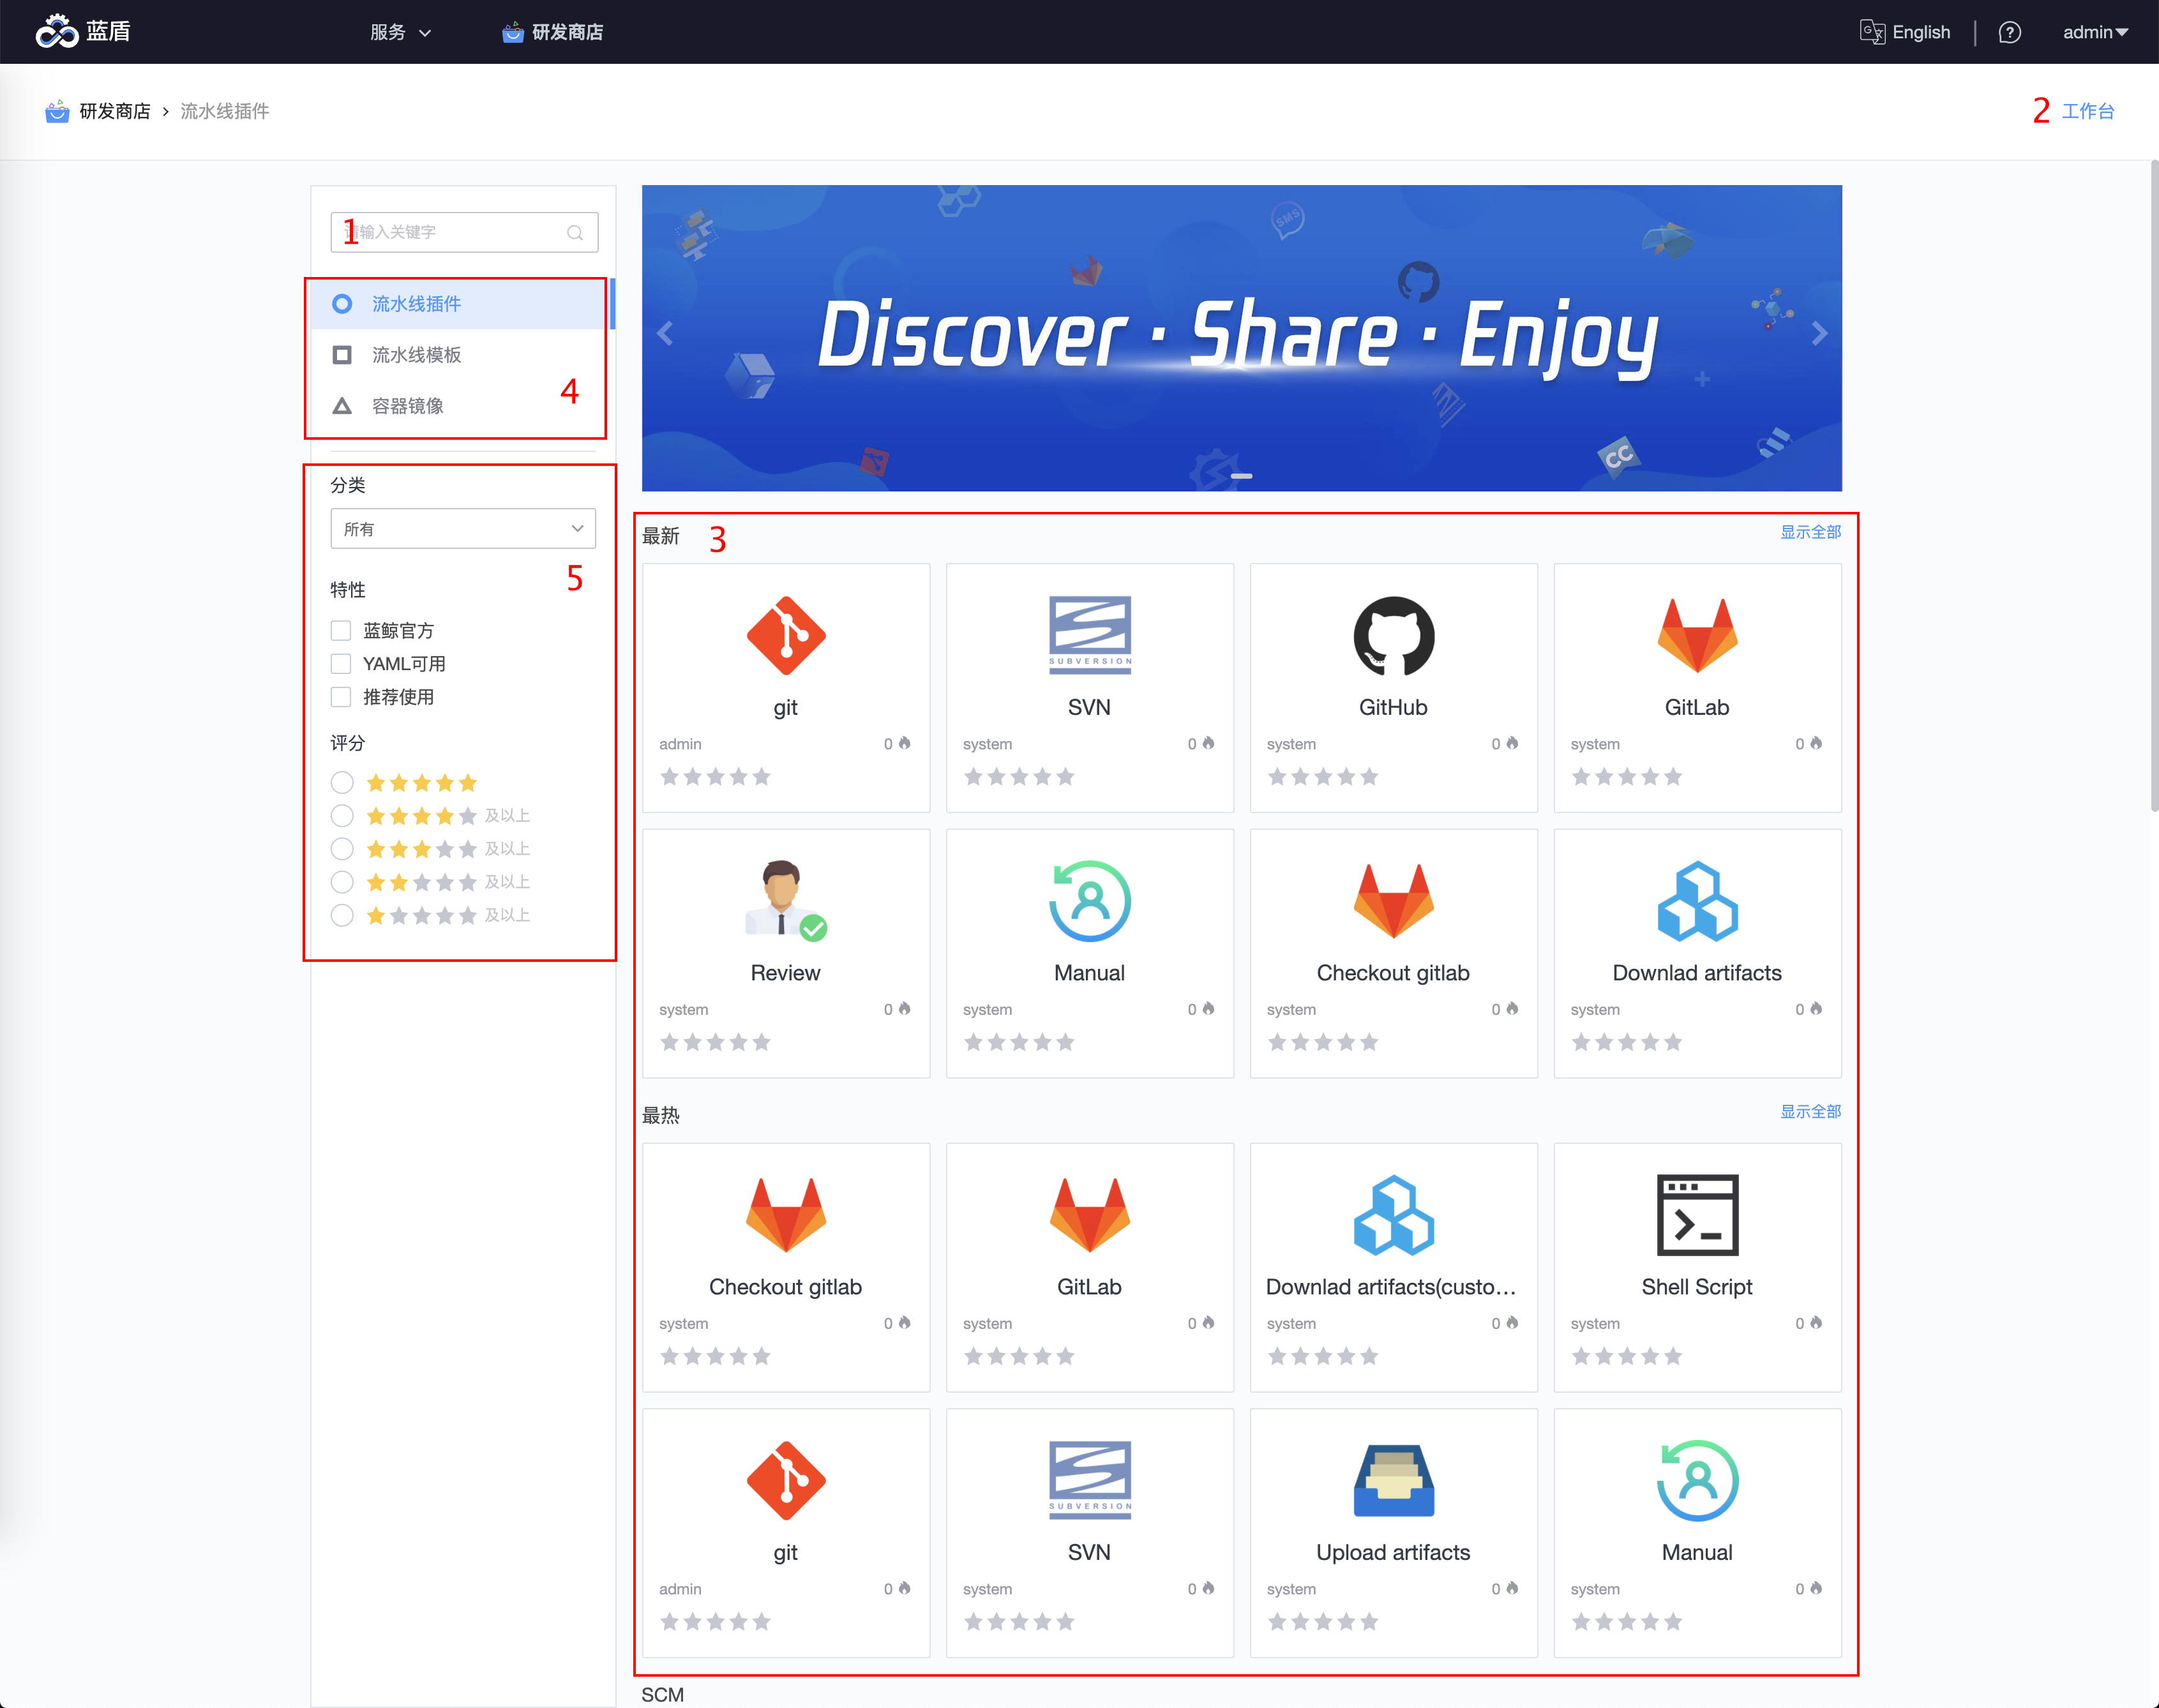 蓝盾
服务
研发商店
English
admin
研发商店 › 流水线插件
2 工作台
1
请输入关键字
流水线插件
流水线模板
容器镜像
4
分类
所有
5
特性
蓝鲸官方
YAML可用
推荐使用
评分
及以上
及以上
及以上
及以上
Discover · Share · Enjoy
SMS
CC
最新 3 显示全部
SUBVERSION
git SVN GitHub GitLab
admin 0 system 0 system 0 system 0
Review Manual Checkout gitlab Downlad artifacts
system 0 system 0 system 0 system 0
最热 显示全部
Checkout gitlab GitLab Downlad artifacts(custo... Shell Script
system 0 system 0 system 0 system 0
SUBVERSION
git SVN Upload artifacts Manual
admin 0 system 0 system 0 system 0
SCM